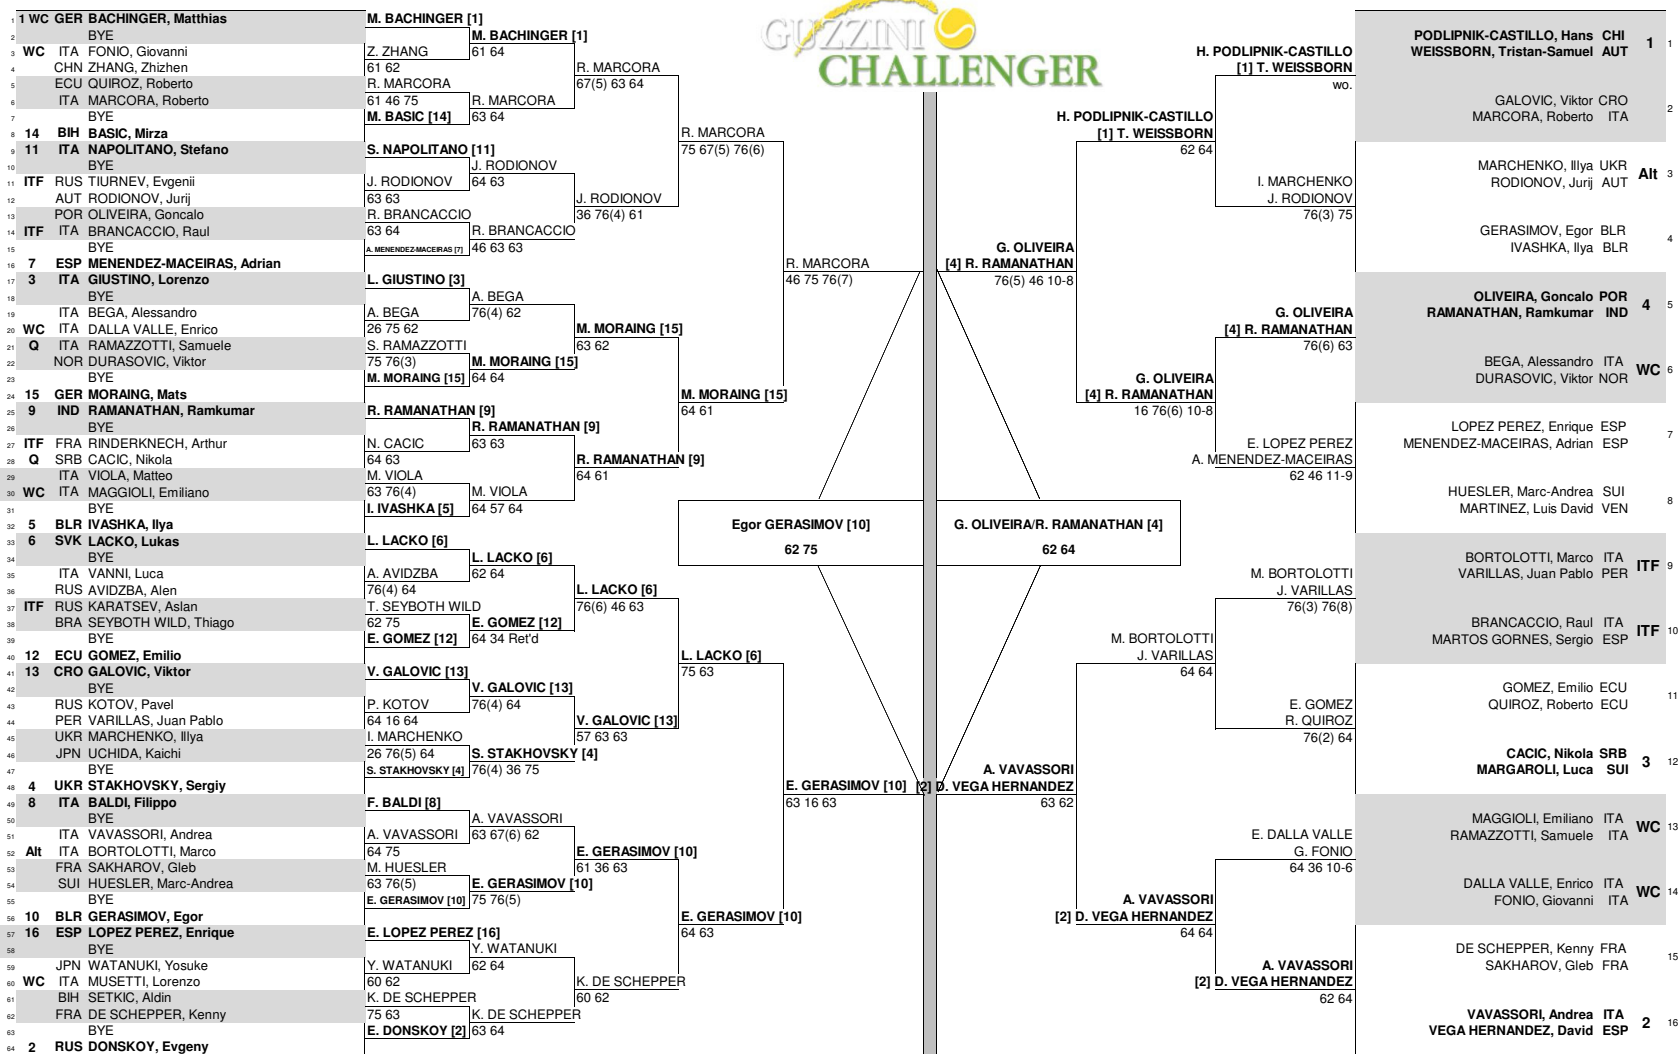 GUZZINI
CHALLENGER
1 1 WC GER BACHINGER, Matthias
2 BYE
3 WC ITA FONIO, Giovanni
4 CHN ZHANG, Zhizhen
5 ECU QUIROZ, Roberto
6 ITA MARCORA, Roberto
7 BYE
8 14 BIH BASIC, Mirza
9 11 ITA NAPOLITANO, Stefano
10 BYE
11 ITF RUS TIURNEV, Evgenii
12 AUT RODIONOV, Jurij
13 POR OLIVEIRA, Goncalo
14 ITF ITA BRANCACCIO, Raul
15 BYE
16 7 ESP MENENDEZ-MACEIRAS, Adrian
17 3 ITA GIUSTINO, Lorenzo
18 BYE
19 ITA BEGA, Alessandro
20 WC ITA DALLA VALLE, Enrico
21 Q ITA RAMAZZOTTI, Samuele
22 NOR DURASOVIC, Viktor
23 BYE
24 15 GER MORAING, Mats
25 9 IND RAMANATHAN, Ramkumar
26 BYE
27 ITF FRA RINDERKNECH, Arthur
28 Q SRB CACIC, Nikola
29 ITA VIOLA, Matteo
30 WC ITA MAGGIOLI, Emiliano
31 BYE
32 5 BLR IVASHKA, Ilya
33 6 SVK LACKO, Lukas
34 BYE
35 ITA VANNI, Luca
36 RUS AVIDZBA, Alen
37 ITF RUS KARATSEV, Aslan
38 BRA SEYBOTH WILD, Thiago
39 BYE
40 12 ECU GOMEZ, Emilio
41 13 CRO GALOVIC, Viktor
42 BYE
43 RUS KOTOV, Pavel
44 PER VARILLAS, Juan Pablo
45 UKR MARCHENKO, Illya
46 JPN UCHIDA, Kaichi
47 BYE
48 4 UKR STAKHOVSKY, Sergiy
49 8 ITA BALDI, Filippo
50 BYE
51 ITA VAVASSORI, Andrea
52 Alt ITA BORTOLOTTI, Marco
53 FRA SAKHAROV, Gleb
54 SUI HUESLER, Marc-Andrea
55 BYE
56 10 BLR GERASIMOV, Egor
57 16 ESP LOPEZ PEREZ, Enrique
58 BYE
59 JPN WATANUKI, Yosuke
60 WC ITA MUSETTI, Lorenzo
61 BIH SETKIC, Aldin
62 FRA DE SCHEPPER, Kenny
63 BYE
64 2 RUS DONSKOY, Evgeny
M. BACHINGER [1]
Z. ZHANG
61 62
R. MARCORA
61 46 75
M. BASIC [14]
S. NAPOLITANO [11]
J. RODIONOV
63 63
R. BRANCACCIO
63 64
A. MENENDEZ-MACEIRAS [7]
L. GIUSTINO [3]
A. BEGA
26 75 62
S. RAMAZZOTTI
75 76(3)
M. MORAING [15]
R. RAMANATHAN [9]
N. CACIC
64 63
M. VIOLA
63 76(4)
I. IVASHKA [5]
L. LACKO [6]
A. AVIDZBA
76(4) 64
T. SEYBOTH WILD
62 75
E. GOMEZ [12]
V. GALOVIC [13]
P. KOTOV
64 16 64
I. MARCHENKO
26 76(5) 64
S. STAKHOVSKY [4]
F. BALDI [8]
A. VAVASSORI
64 75
M. HUESLER
63 76(5)
E. GERASIMOV [10]
E. LOPEZ PEREZ [16]
Y. WATANUKI
60 62
K. DE SCHEPPER
75 63
E. DONSKOY [2]
M. BACHINGER [1]
61 64
R. MARCORA
63 64
J. RODIONOV
64 63
R. BRANCACCIO
46 63 63
A. BEGA
76(4) 62
M. MORAING [15]
64 64
R. RAMANATHAN [9]
63 63
M. VIOLA
64 57 64
L. LACKO [6]
62 64
E. GOMEZ [12]
64 34 Ret'd
V. GALOVIC [13]
76(4) 64
S. STAKHOVSKY [4]
76(4) 36 75
A. VAVASSORI
63 67(6) 62
E. GERASIMOV [10]
75 76(5)
Y. WATANUKI
62 64
K. DE SCHEPPER
63 64
R. MARCORA
67(5) 63 64
J. RODIONOV
36 76(4) 61
M. MORAING [15]
63 62
R. RAMANATHAN [9]
64 61
L. LACKO [6]
76(6) 46 63
V. GALOVIC [13]
57 63 63
E. GERASIMOV [10]
61 36 63
K. DE SCHEPPER
60 62
R. MARCORA
75 67(5) 76(6)
M. MORAING [15]
64 61
L. LACKO [6]
75 63
E. GERASIMOV [10]
64 63
R. MARCORA
46 75 76(7)
E. GERASIMOV [10]
63 16 63
Egor GERASIMOV [10]
62 75
G. OLIVEIRA/R. RAMANATHAN [4]
62 64
G. OLIVEIRA
[4] R. RAMANATHAN
76(5) 46 10-8
A. VAVASSORI
[2] D. VEGA HERNANDEZ
63 62
H. PODLIPNIK-CASTILLO
[1] T. WEISSBORN
62 64
G. OLIVEIRA
[4] R. RAMANATHAN
16 76(6) 10-8
M. BORTOLOTTI
J. VARILLAS
64 64
A. VAVASSORI
[2] D. VEGA HERNANDEZ
64 64
H. PODLIPNIK-CASTILLO
[1] T. WEISSBORN
wo.
I. MARCHENKO
J. RODIONOV
76(3) 75
G. OLIVEIRA
[4] R. RAMANATHAN
76(6) 63
E. LOPEZ PEREZ
A. MENENDEZ-MACEIRAS
62 46 11-9
M. BORTOLOTTI
J. VARILLAS
76(3) 76(8)
E. GOMEZ
R. QUIROZ
76(2) 64
E. DALLA VALLE
G. FONIO
64 36 10-6
A. VAVASSORI
[2] D. VEGA HERNANDEZ
62 64
PODLIPNIK-CASTILLO, Hans CHI
WEISSBORN, Tristan-Samuel AUT
1 1
GALOVIC, Viktor CRO
MARCORA, Roberto ITA
2
MARCHENKO, Illya UKR
RODIONOV, Jurij AUT
Alt 3
GERASIMOV, Egor BLR
IVASHKA, Ilya BLR
4
OLIVEIRA, Goncalo POR
RAMANATHAN, Ramkumar IND
4 5
BEGA, Alessandro ITA
DURASOVIC, Viktor NOR
WC 6
LOPEZ PEREZ, Enrique ESP
MENENDEZ-MACEIRAS, Adrian ESP
7
HUESLER, Marc-Andrea SUI
MARTINEZ, Luis David VEN
8
BORTOLOTTI, Marco ITA
VARILLAS, Juan Pablo PER
ITF 9
BRANCACCIO, Raul ITA
MARTOS GORNES, Sergio ESP
ITF 10
GOMEZ, Emilio ECU
QUIROZ, Roberto ECU
11
CACIC, Nikola SRB
MARGAROLI, Luca SUI
3 12
MAGGIOLI, Emiliano ITA
RAMAZZOTTI, Samuele ITA
WC 13
DALLA VALLE, Enrico ITA
FONIO, Giovanni ITA
WC 14
DE SCHEPPER, Kenny FRA
SAKHAROV, Gleb FRA
15
VAVASSORI, Andrea ITA
VEGA HERNANDEZ, David ESP
2 16